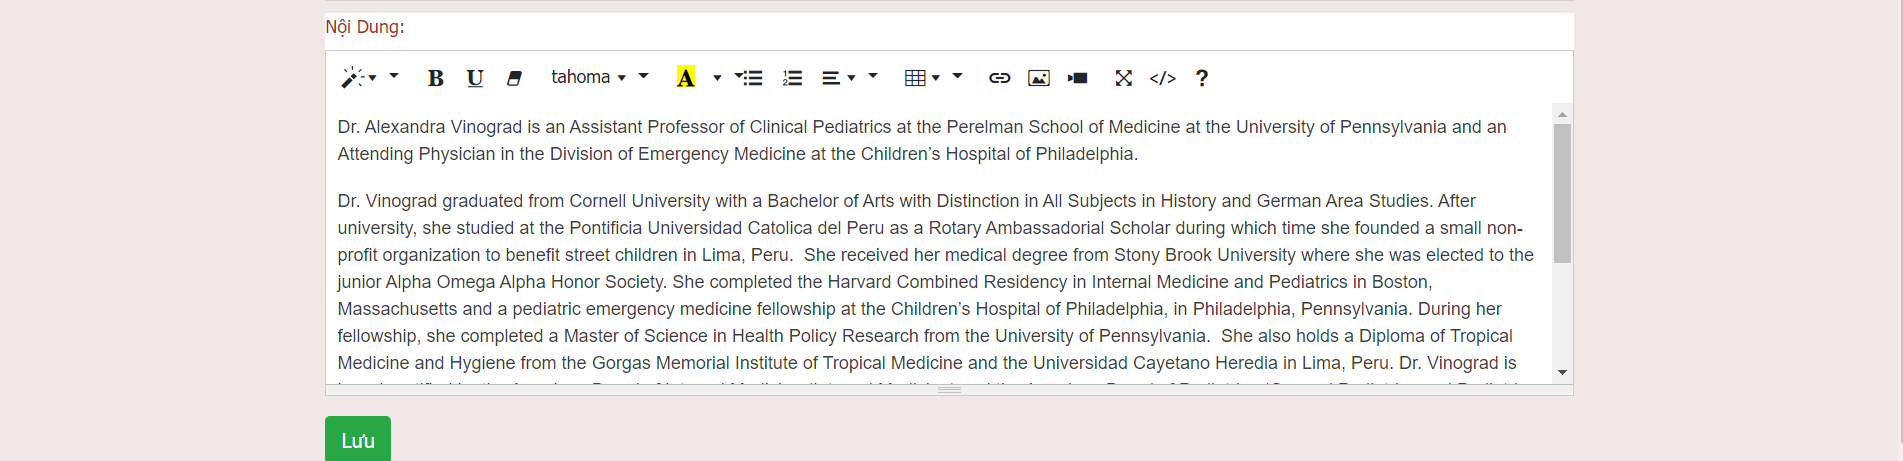 Nội Dung:
B U tahoma A </> ?
Dr. Alexandra Vinograd is an Assistant Professor of Clinical Pediatrics at the Perelman School of Medicine at the University of Pennsylvania and an
Attending Physician in the Division of Emergency Medicine at the Children’s Hospital of Philadelphia.
Dr. Vinograd graduated from Cornell University with a Bachelor of Arts with Distinction in All Subjects in History and German Area Studies. After
university, she studied at the Pontificia Universidad Catolica del Peru as a Rotary Ambassadorial Scholar during which time she founded a small non-
profit organization to benefit street children in Lima, Peru.  She received her medical degree from Stony Brook University where she was elected to the
junior Alpha Omega Alpha Honor Society. She completed the Harvard Combined Residency in Internal Medicine and Pediatrics in Boston,
Massachusetts and a pediatric emergency medicine fellowship at the Children’s Hospital of Philadelphia, in Philadelphia, Pennsylvania. During her
fellowship, she completed a Master of Science in Health Policy Research from the University of Pennsylvania.  She also holds a Diploma of Tropical
Medicine and Hygiene from the Gorgas Memorial Institute of Tropical Medicine and the Universidad Cayetano Heredia in Lima, Peru. Dr. Vinograd is
Lưu